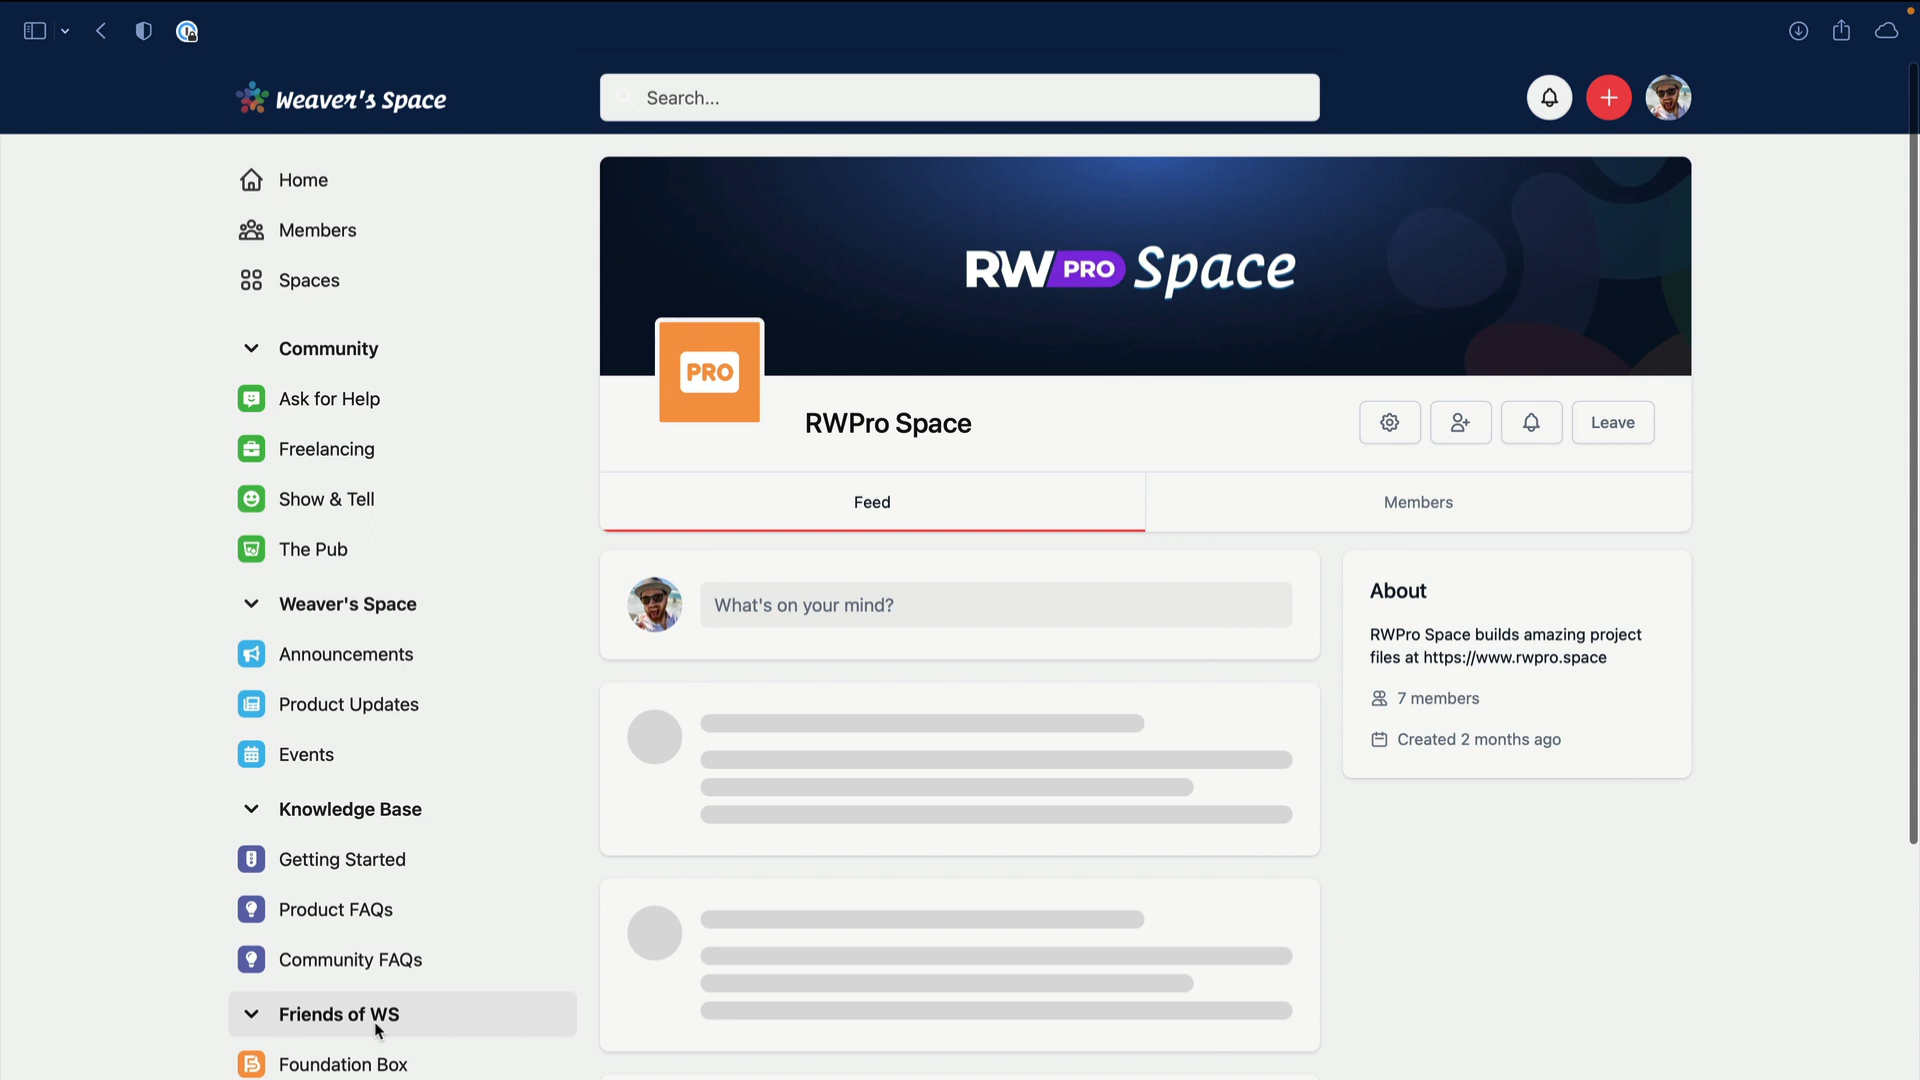 Weaver's Space
Search...
Home
Members
Spaces
Community
Ask for Help
Freelancing
Show & Tell
The Pub
Weaver's Space
Announcements
Product Updates
Events
Knowledge Base
Getting Started
Product FAQs
Community FAQs
Friends of WS
Foundation Box
RW PRO Space
PRO
RWPro Space
Leave
Feed
Members
What's on your mind?
About
RWPro Space builds amazing project
files at https://www.rwpro.space
7 members
Created 2 months ago